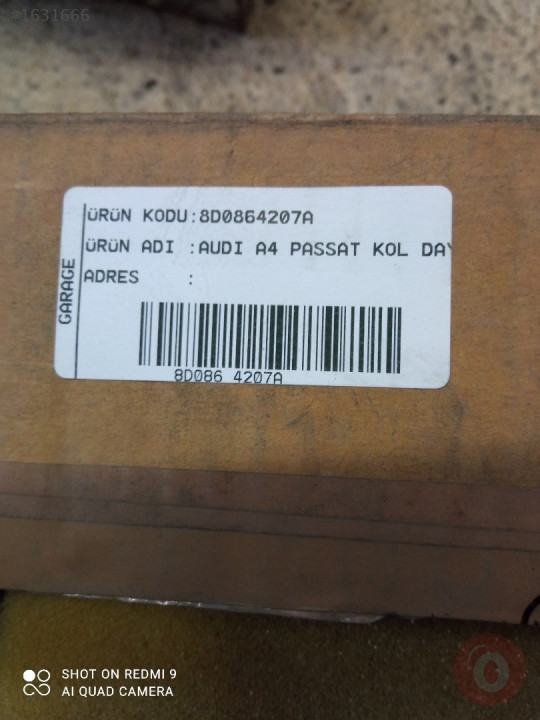 #1631666
ÜRÜN KODU:8D0864207A
ÜRÜN ADI :AUDI A4 PASSAT KOL DAY
ADRES :
GARAGE
8D086 4207A
SHOT ON REDMI 9
AI QUAD CAMERA